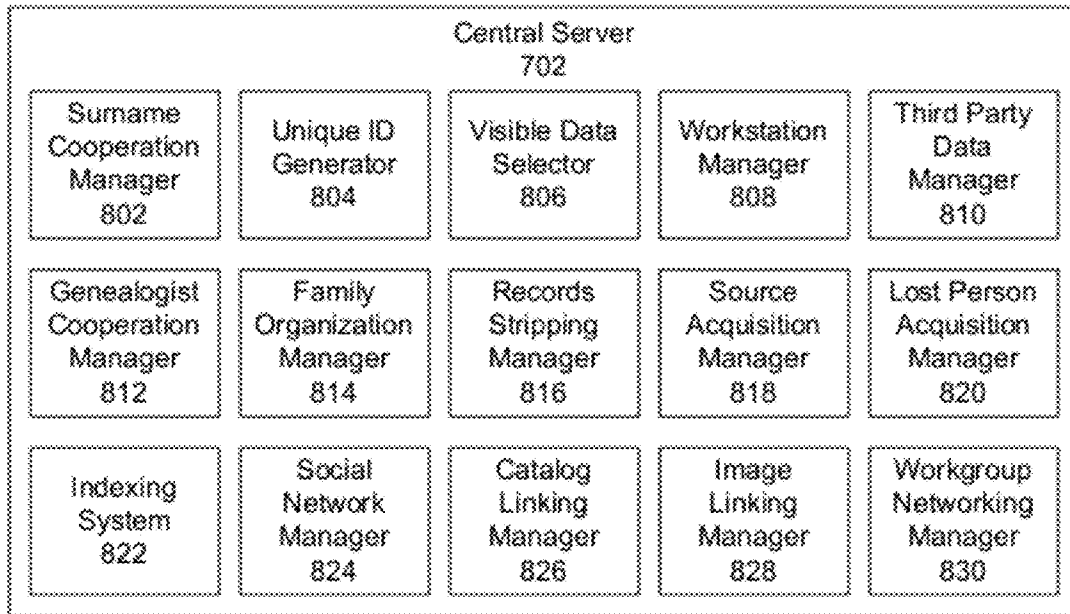 Central Server
702
Surname
Cooperation
Manager
802
Unique ID
Generator
804
Visible Data
Selector
806
Workstation
Manager
808
Third Party
Data
Manager
810
Genealogist
Cooperation
Manager
812
Family
Organization
Manager
814
Records
Stripping
Manager
816
Source
Acquisition
Manager
818
Lost Person
Acquisition
Manager
820
Indexing
System
822
Social
Network
Manager
824
Catalog
Linking
Manager
826
Image
Linking
Manager
828
Workgroup
Networking
Manager
830